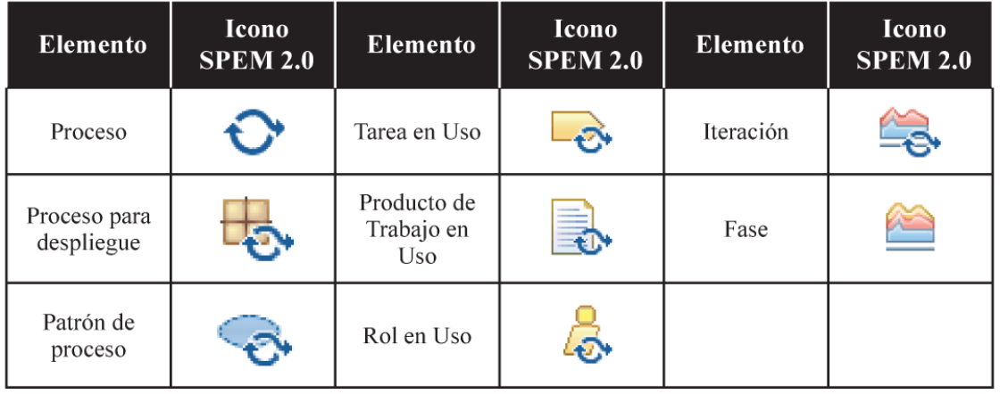 Elemento
Icono
SPEM 2.0
Elemento
Icono
SPEM 2.0
Elemento
Icono
SPEM 2.0
Proceso
Tarea en Uso
Iteración
Proceso para
despliegue
Producto de
Trabajo en
Uso
Fase
Patrón de
proceso
Rol en Uso